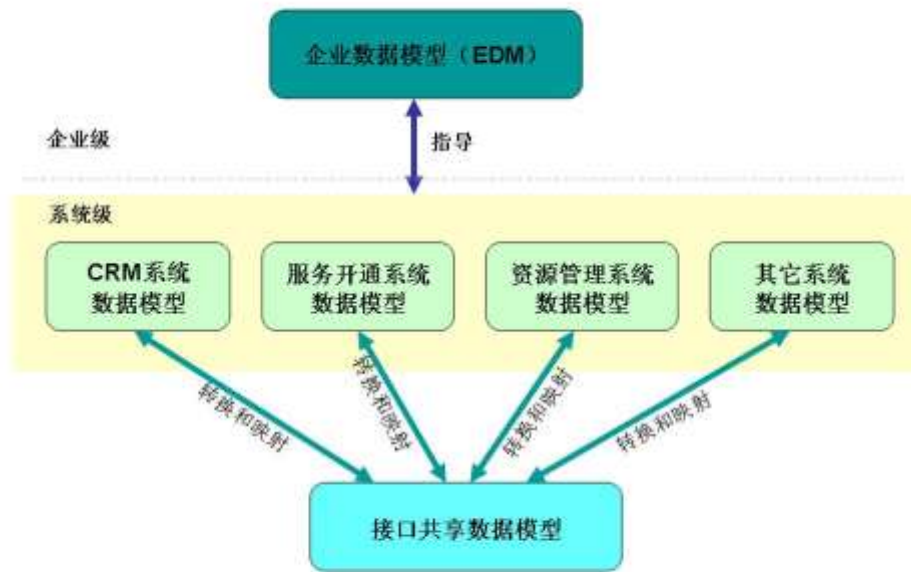 企业数据模型（EDM）
企业级
指导
系统级
CRM系统
数据模型
服务开通系统
数据模型
资源管理系统
数据模型
其它系统
数据模型
转换和映射
转换和映射
转换和映射
转换和映射
接口共享数据模型